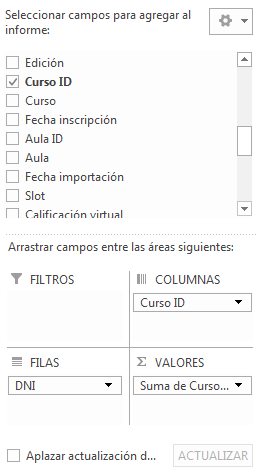 Seleccionar campos para agregar al
informe:
Edición
Curso ID
Curso
Fecha inscripción
Aula ID
Aula
Fecha importación
Slot
Calificación virtual
Arrastrar campos entre las áreas siguientes:
FILTROS
COLUMNAS
Curso ID
FILAS
Σ VALORES
DNI
Suma de Curso...
Aplazar actualización d...
ACTUALIZAR